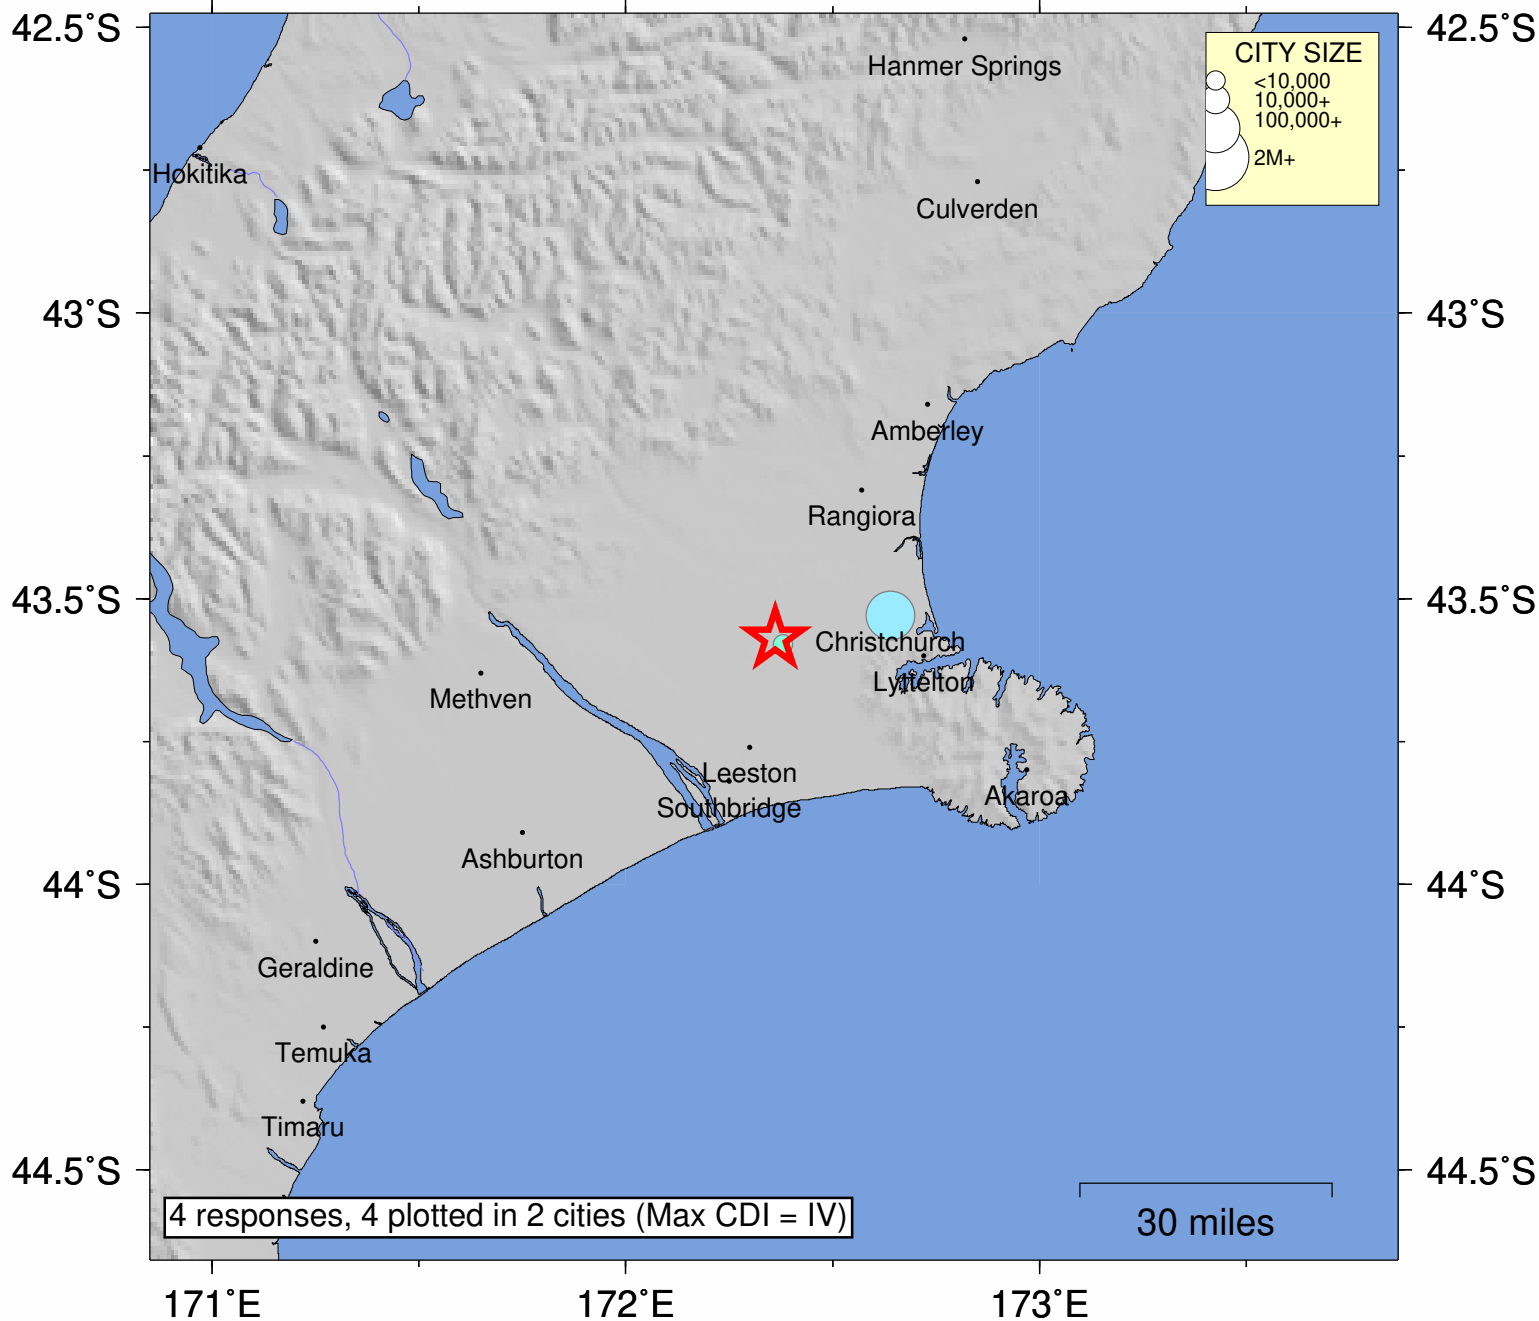 42.5°S
42.5°S
Hanmer Springs
CITY SIZE
<10,000
10,000+
100,000+
2M+
Hokitika
Culverden
43°S
43°S
Amberley
Rangiora
43.5°S
43.5°S
Christchurch
Lyttelton
Methven
Leeston
Akaroa
Southbridge
Ashburton
44°S
44°S
Geraldine
Temuka
Timaru
44.5°S
44.5°S
4 responses, 4 plotted in 2 cities (Max CDI = IV)
30 miles
171°E
172°E
173°E